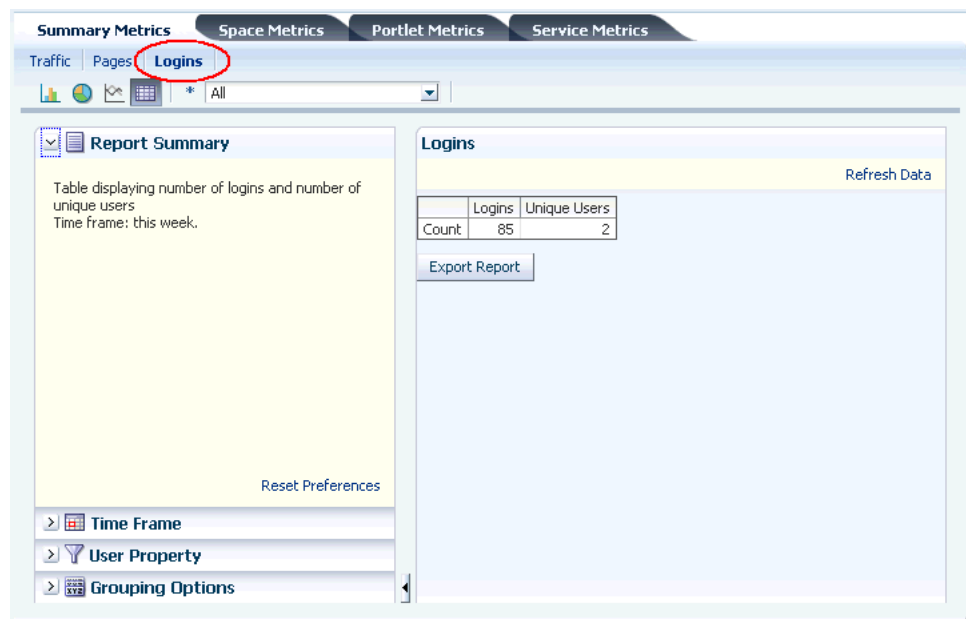 Summary Metrics Space Metrics Portlet Metrics Service Metrics
Traffic Pages Logins
* All
Report Summary
Table displaying number of logins and number of
unique users
Time frame: this week.
Reset Preferences
Time Frame
User Property
Grouping Options
Logins
Refresh Data
Logins Unique Users
Count 85 2
Export Report